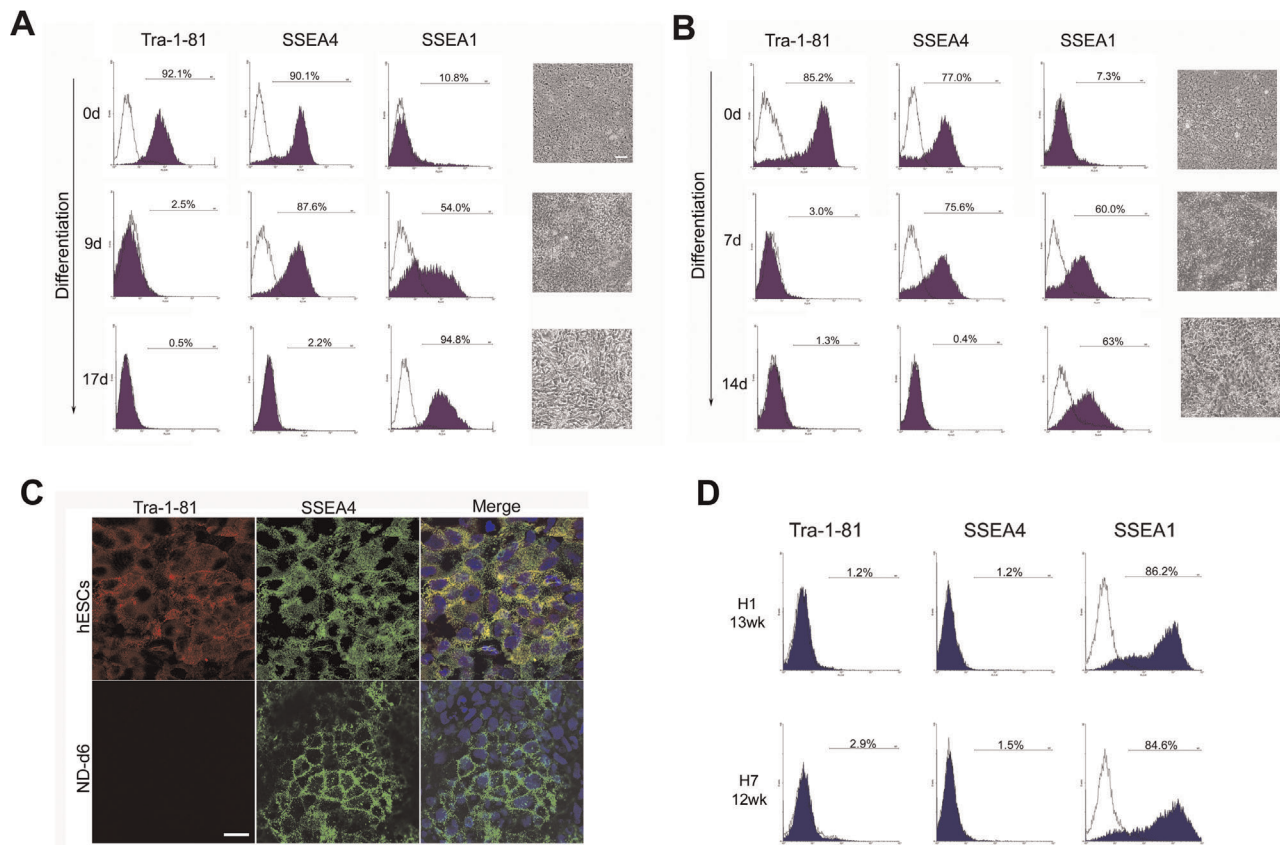 A
Tra-1-81 SSEA4 SSEA1
Differentiation
0d
92.1% 90.1% 10.8%
9d
2.5% 87.6% 54.0%
17d
0.5% 2.2% 94.8%
B
Tra-1-81 SSEA4 SSEA1
Differentiation
0d
85.2% 77.0% 7.3%
7d
3.0% 75.6% 60.0%
14d
1.3% 0.4% 63%
C
Tra-1-81 SSEA4 Merge
hESCs
ND-d6
D
Tra-1-81 SSEA4 SSEA1
H1
13wk
1.2% 1.2% 86.2%
H7
12wk
2.9% 1.5% 84.6%